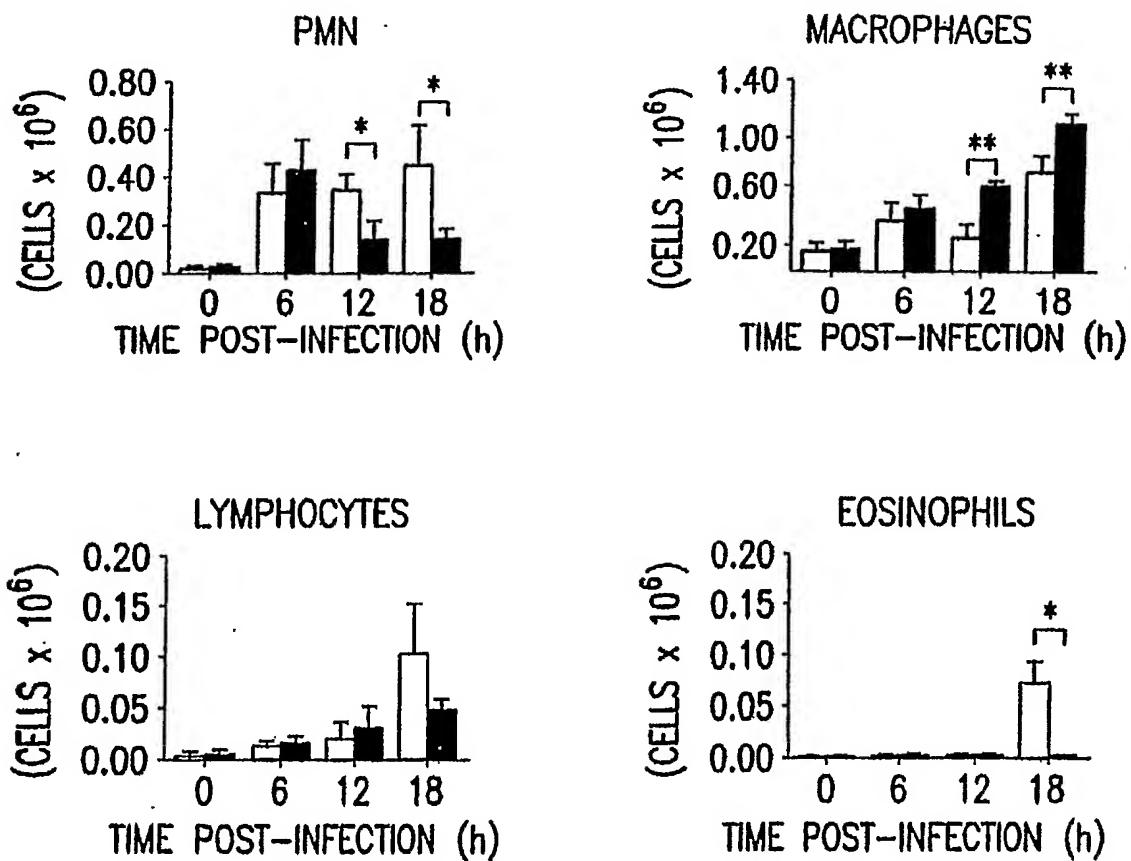 PMN
(CELLS x 10⁶)
0.80
0.60
0.40
0.20
0.00
*
*
0 6 12 18
TIME POST-INFECTION (h)
MACROPHAGES
(CELLS x 10⁶)
1.40
1.00
0.60
0.20
**
**
0 6 12 18
TIME POST-INFECTION (h)
LYMPHOCYTES
(CELLS x 10⁶)
0.20
0.15
0.10
0.05
0.00
0 6 12 18
TIME POST-INFECTION (h)
EOSINOPHILS
(CELLS x 10⁶)
0.20
0.15
0.10
0.05
0.00
*
0 6 12 18
TIME POST-INFECTION (h)